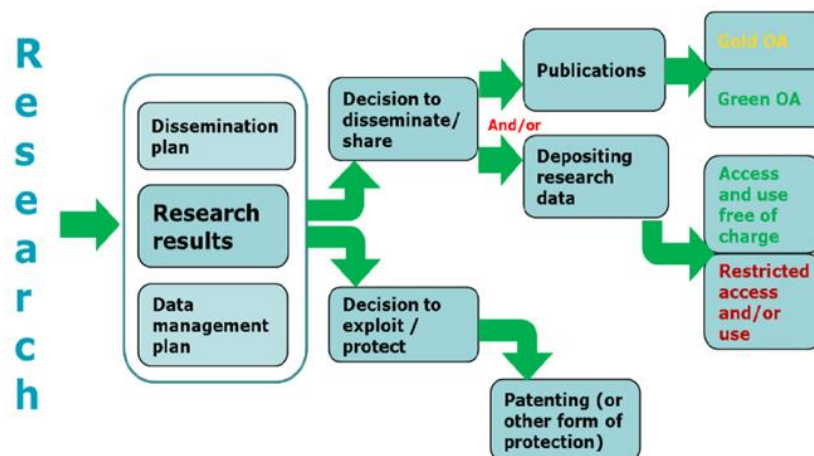 Research
Dissemination
plan
Research
results
Data
management
plan
Decision to
disseminate/
share
Decision to
exploit /
protect
And/or
Publications
Depositing
research
data
Patenting (or
other form of
protection)
Gold OA
Green OA
Access
and use
free of
charge
Restricted
access
and/or
use